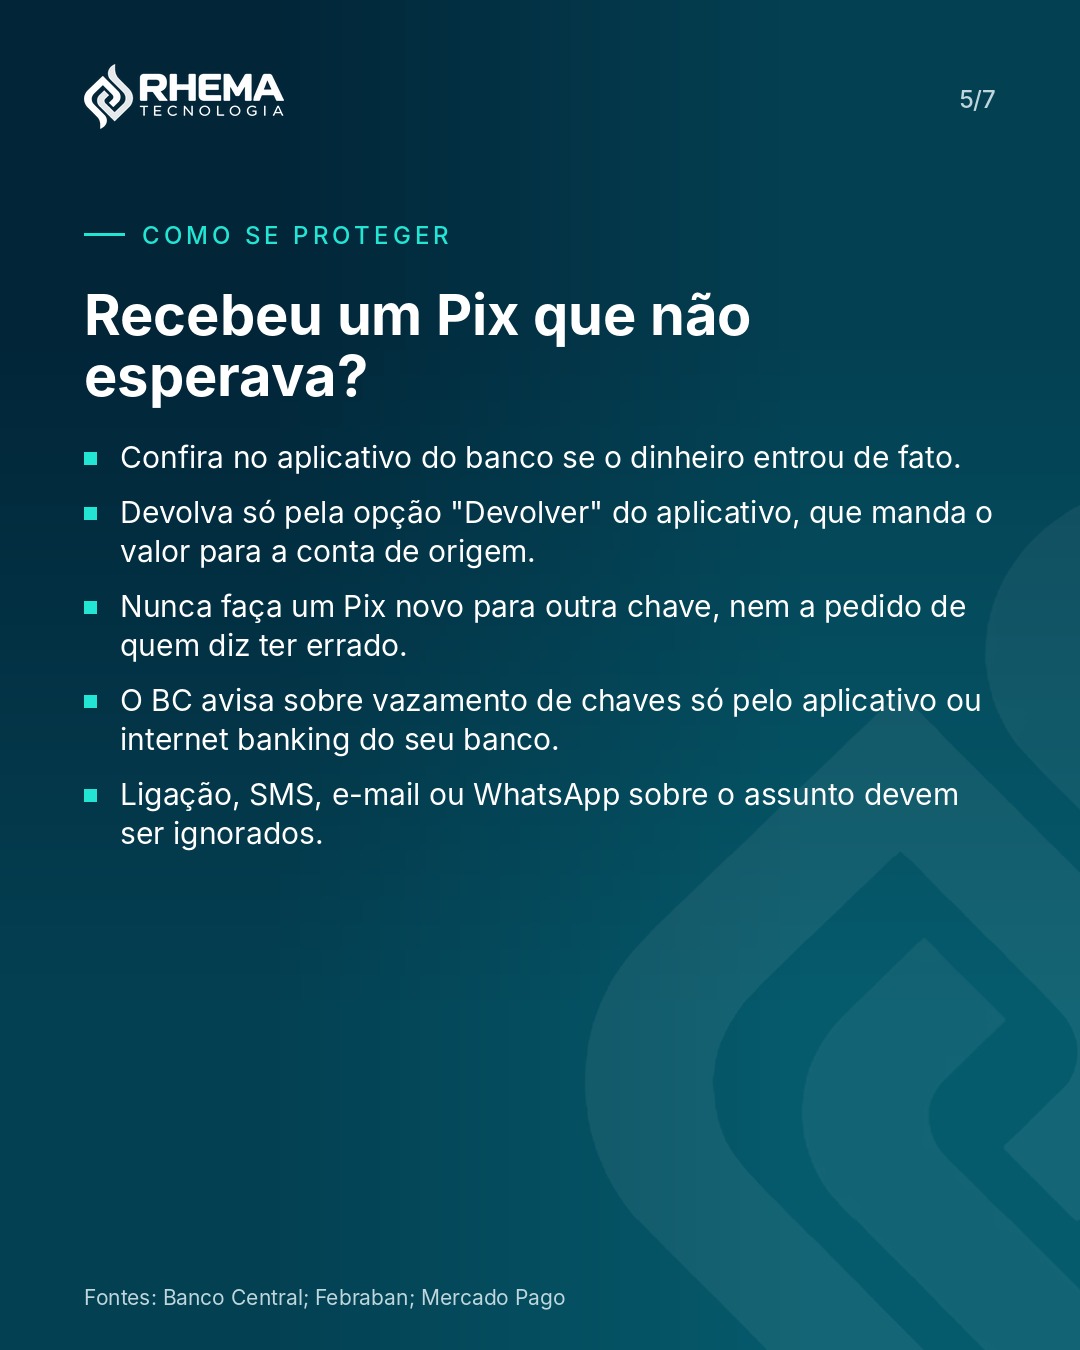 RHEMA
TECNOLOGIA
5/7
COMO SE PROTEGER
Recebeu um Pix que não
esperava?
Confira no aplicativo do banco se o dinheiro entrou de fato.
Devolva só pela opção "Devolver" do aplicativo, que manda o
valor para a conta de origem.
Nunca faça um Pix novo para outra chave, nem a pedido de
quem diz ter errado.
O BC avisa sobre vazamento de chaves só pelo aplicativo ou
internet banking do seu banco.
Ligação, SMS, e-mail ou WhatsApp sobre o assunto devem
ser ignorados.
Fontes: Banco Central; Febraban; Mercado Pago